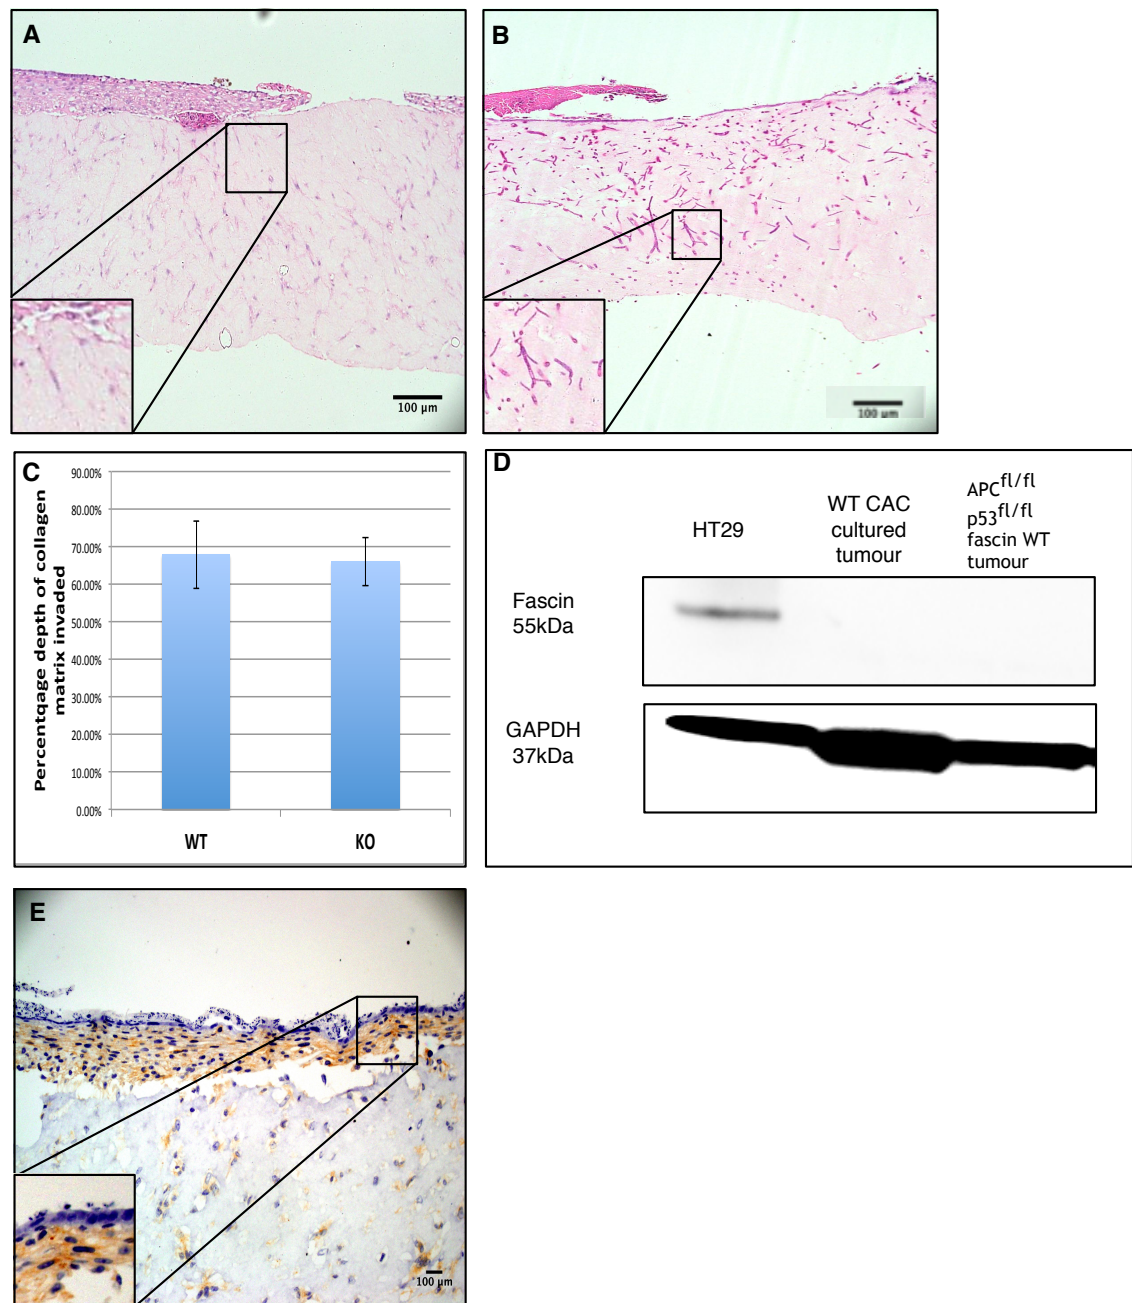 A
100 µm
B
100 µm
C
Percentqage depth of collagen
matrix invaded
90.00%
80.00%
70.00%
60.00%
50.00%
40.00%
30.00%
20.00%
10.00%
0.00%
WT
KO
D
HT29
WT CAC
cultured
tumour
APCfl/fl
p53fl/fl
fascin WT
tumour
Fascin
55kDa
GAPDH
37kDa
E
100 µm